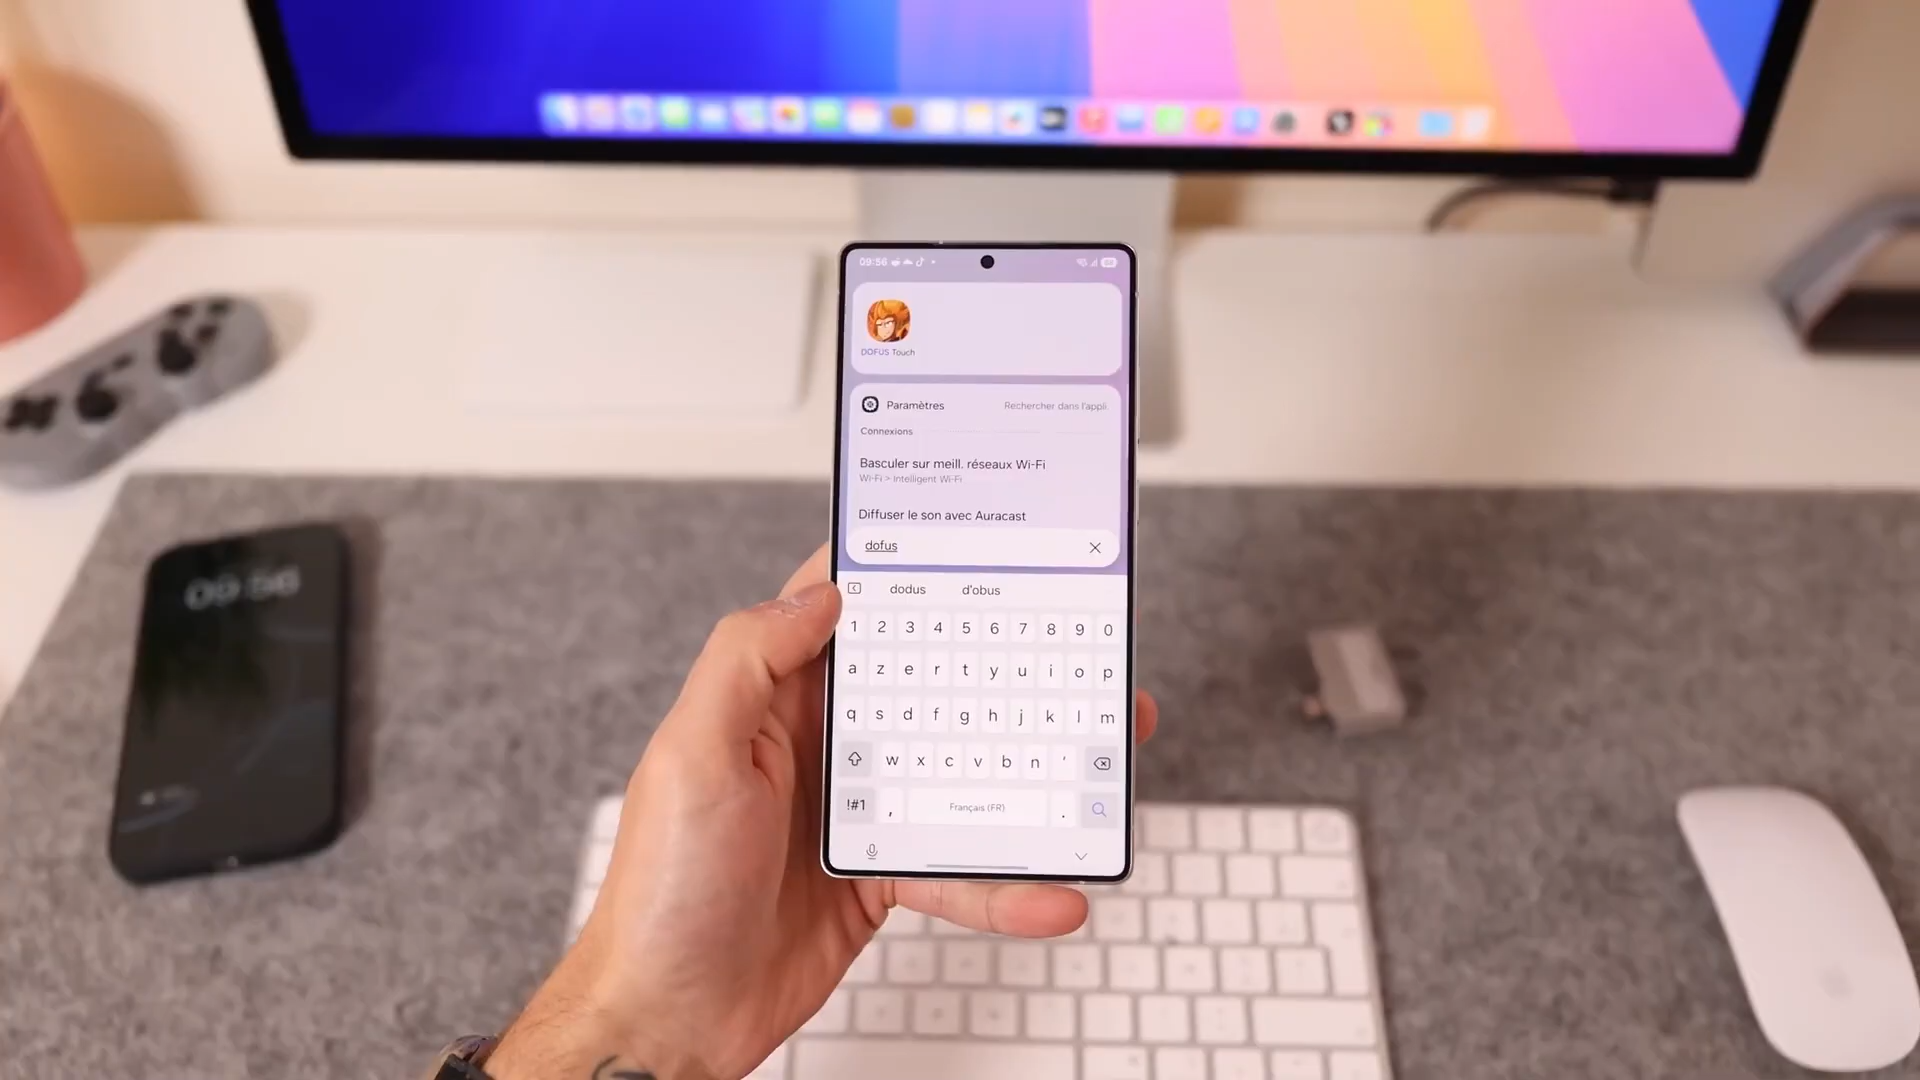 09:56
DOFUS Touch
Paramètres
Rechercher dans l'appli
Connexions
Basculer sur meill. réseaux Wi-Fi
Wi-Fi > Intelligent Wi-Fi
Diffuser le son avec Auracast
dofus
dodus d'obus
1 2 3 4 5 6 7 8 9 0
a z e r t y u i o p
q s d f g h j k l m
w x c v b n '
!#1 , Français (FR) .
09:56